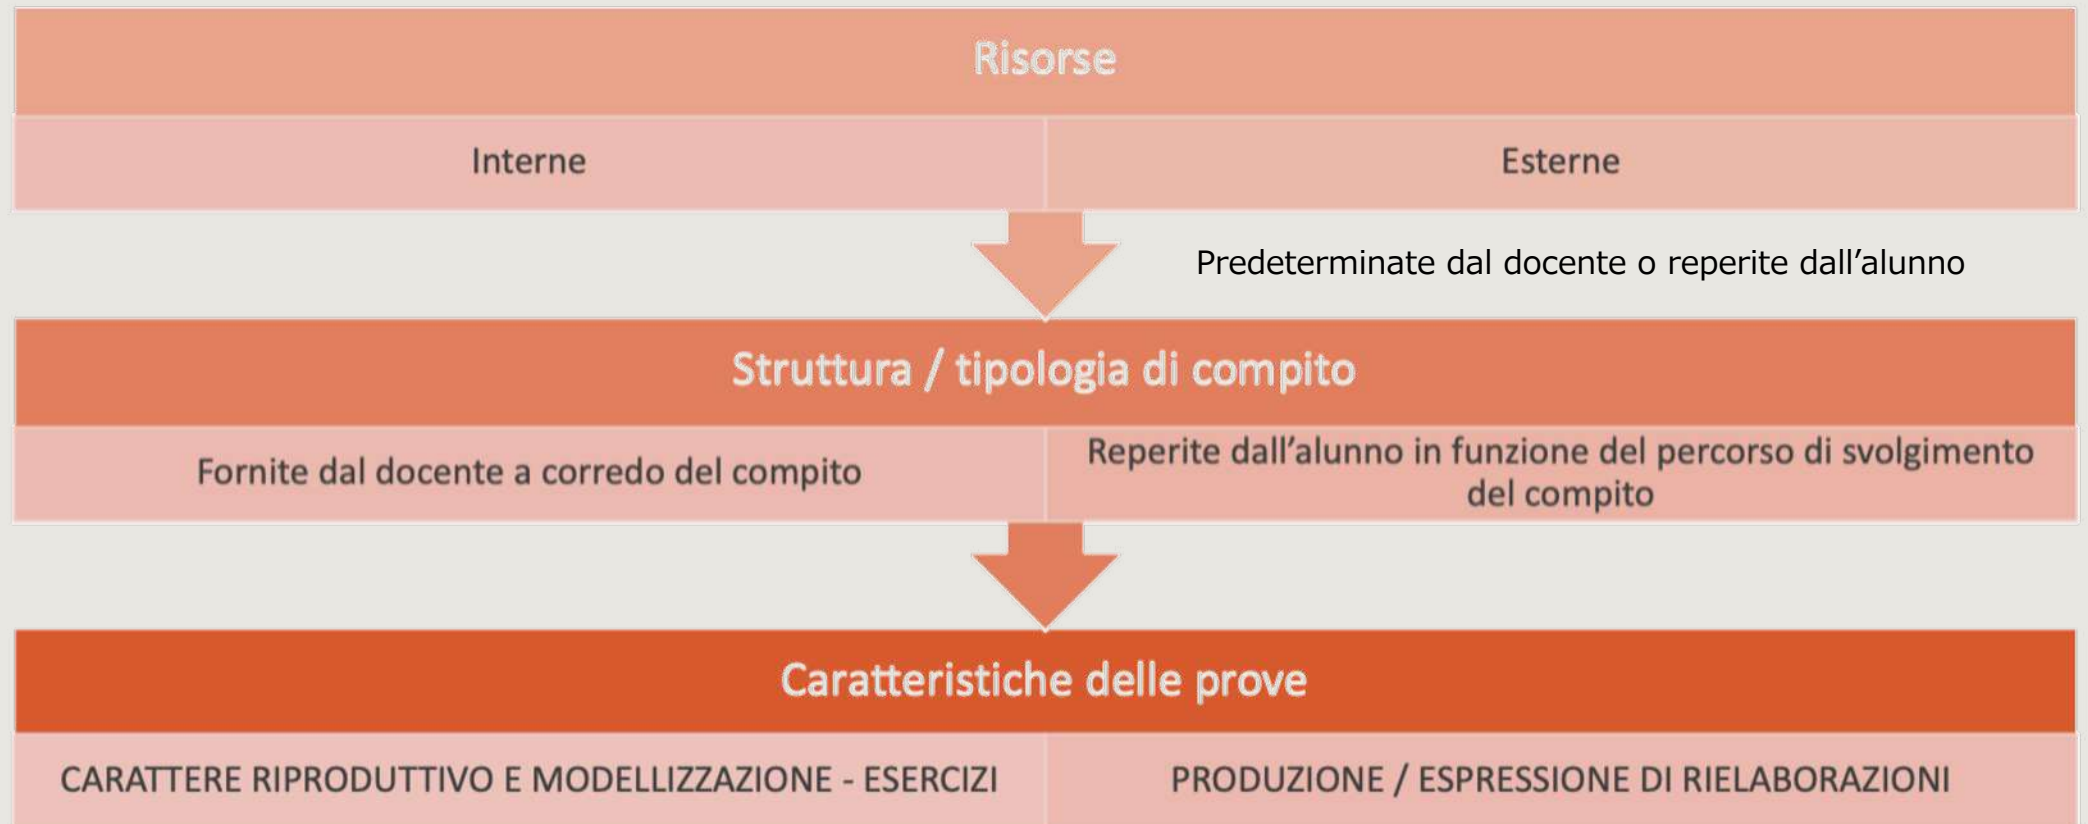 Risorse
Interne
Esterne
Predeterminate dal docente o reperite dall’alunno
Struttura / tipologia di compito
Fornite dal docente a corredo del compito
Reperite dall’alunno in funzione del percorso di svolgimento
del compito
Caratteristiche delle prove
CARATTERE RIPRODUTTIVO E MODELLIZZAZIONE - ESERCIZI
PRODUZIONE / ESPRESSIONE DI RIELABORAZIONI